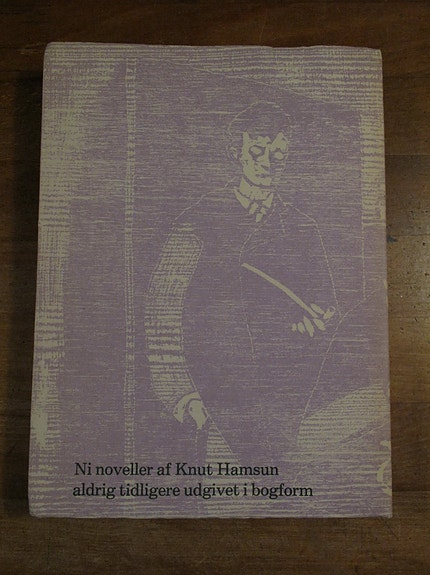 Ni noveller af Knut Hamsun
aldrig tidligere udgivet i bogform